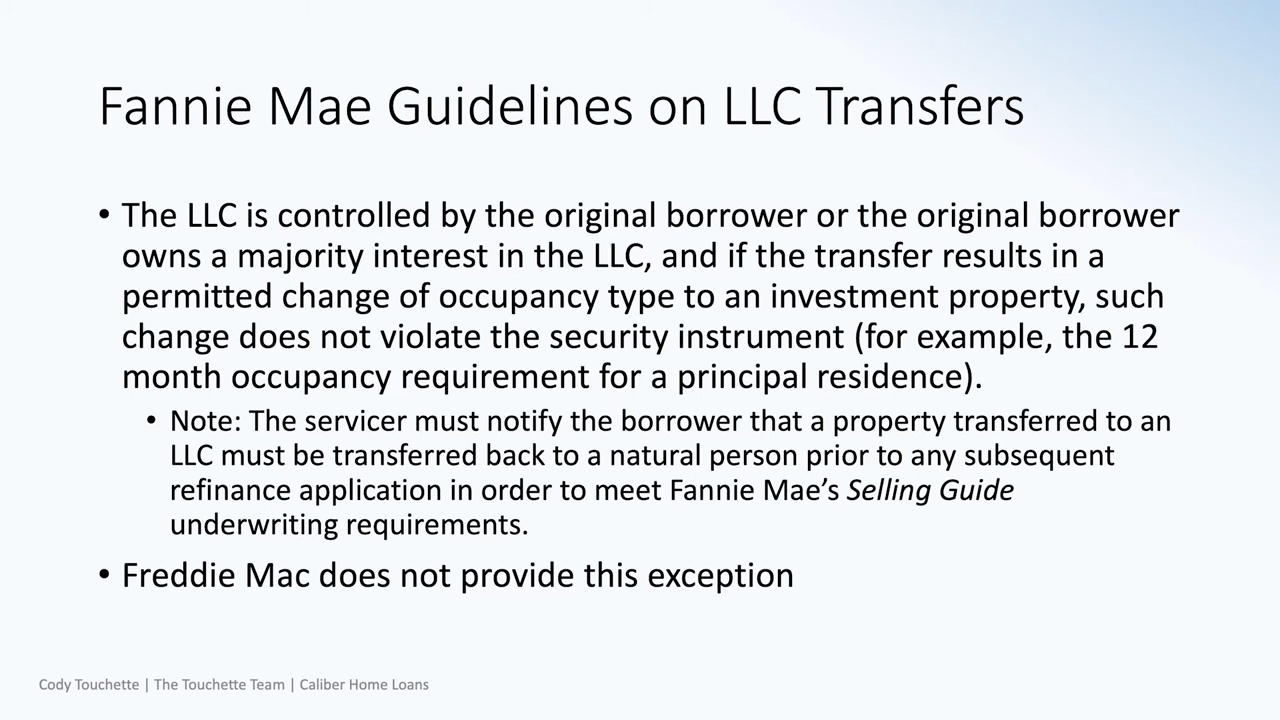 Fannie Mae Guidelines on LLC Transfers
• The LLC is controlled by the original borrower or the original borrower
owns a majority interest in the LLC, and if the transfer results in a
permitted change of occupancy type to an investment property, such
change does not violate the security instrument (for example, the 12
month occupancy requirement for a principal residence).
• Note: The servicer must notify the borrower that a property transferred to an
LLC must be transferred back to a natural person prior to any subsequent
refinance application in order to meet Fannie Mae’s Selling Guide
underwriting requirements.
• Freddie Mac does not provide this exception
Cody Touchette | The Touchette Team | Caliber Home Loans